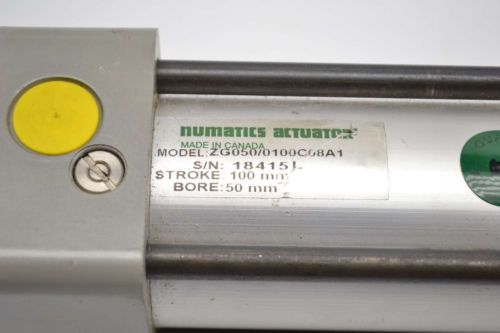 numatics actuator
MADE IN CANADA
MODEL: ZG050/0100C08A1
S/N: 18415
STROKE: 100 mm
BORE: 50 mm